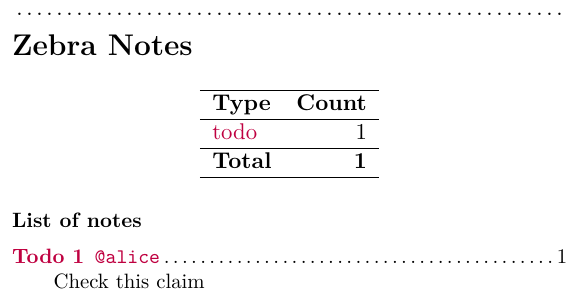 Zebra Notes
Type Count
todo 1
Total 1
List of notes
Todo 1 @alice........................................1
Check this claim